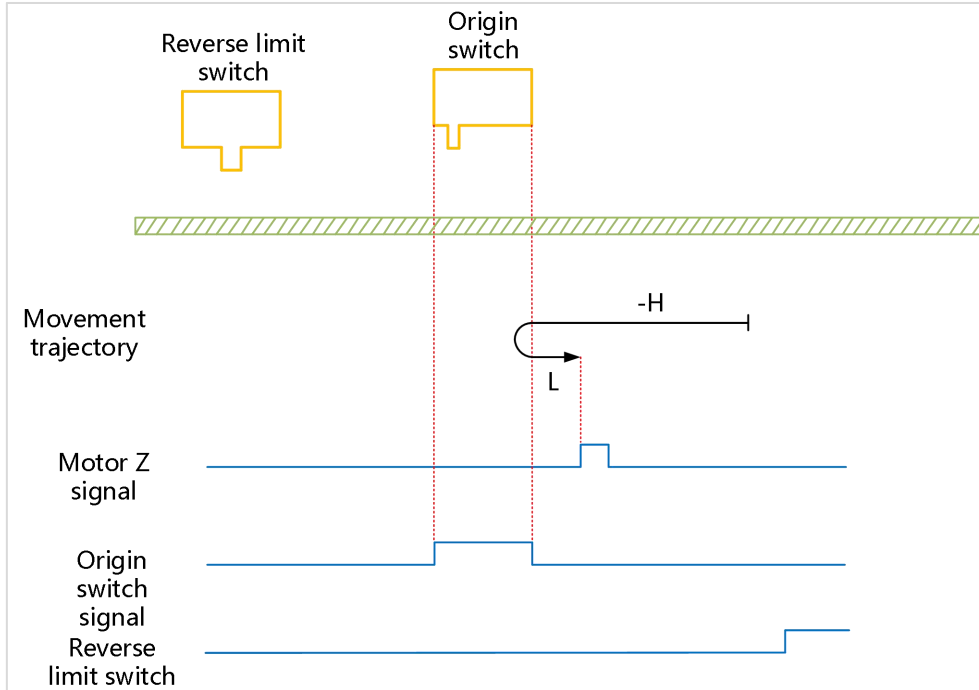 Reverse limit
switch
Origin
switch
Movement
trajectory
-H
L
Motor Z
signal
Origin
switch
signal
Reverse
limit switch